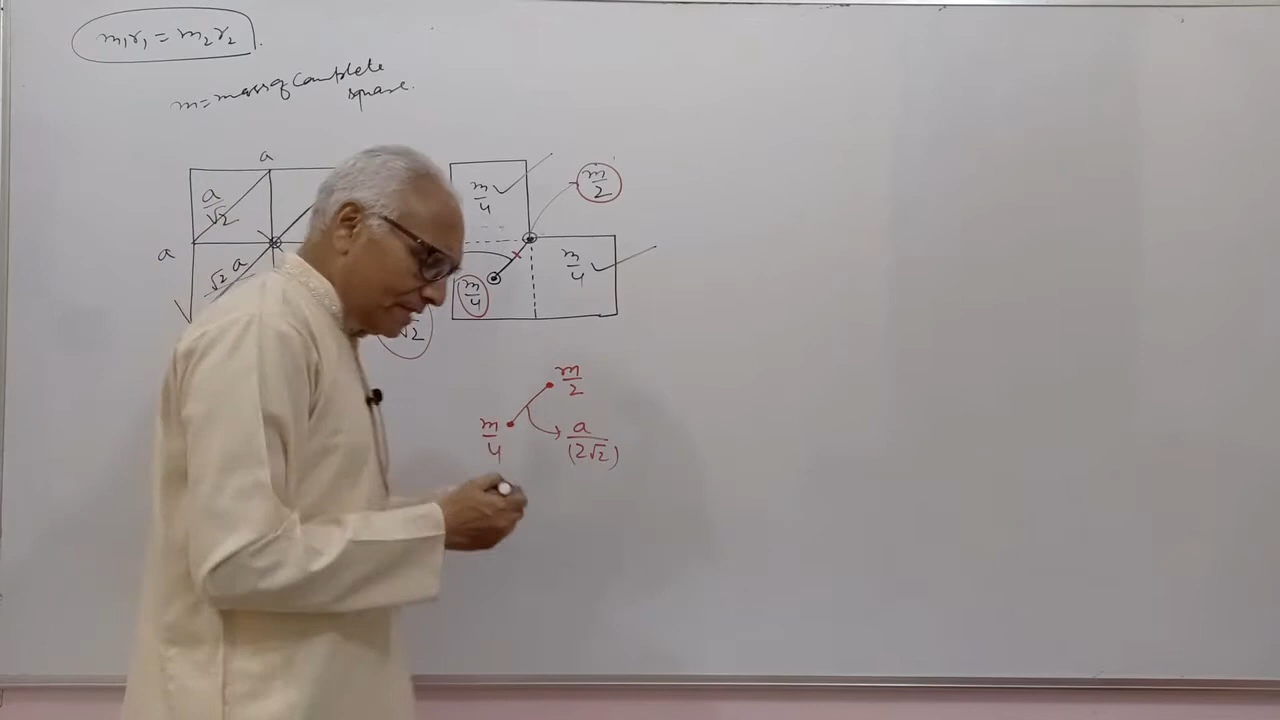 m₁r₁ = m₂r₂.
m = mass of complete
square.
a
a/√2
a
√2 a
√2
m/4
m/2
m/4
m/4
m/2
m/4
a/(2√2)